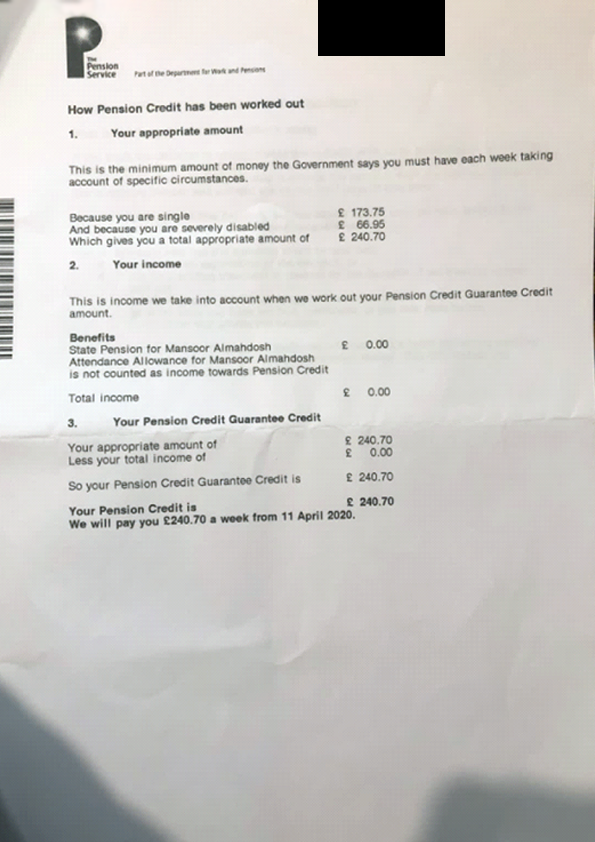 The
Pension
Service
Part of the Department for Work and Pensions
How Pension Credit has been worked out
1. Your appropriate amount
This is the minimum amount of money the Government says you must have each week taking
account of specific circumstances.
Because you are single £ 173.75
And because you are severely disabled £ 66.95
Which gives you a total appropriate amount of £ 240.70
2. Your income
This is income we take into account when we work out your Pension Credit Guarantee Credit
amount.
Benefits
State Pension for Mansoor Almahdosh £ 0.00
Attendance Allowance for Mansoor Almahdosh
is not counted as income towards Pension Credit
Total income £ 0.00
3. Your Pension Credit Guarantee Credit
Your appropriate amount of £ 240.70
Less your total income of £ 0.00
So your Pension Credit Guarantee Credit is £ 240.70
Your Pension Credit is £ 240.70
We will pay you £240.70 a week from 11 April 2020.